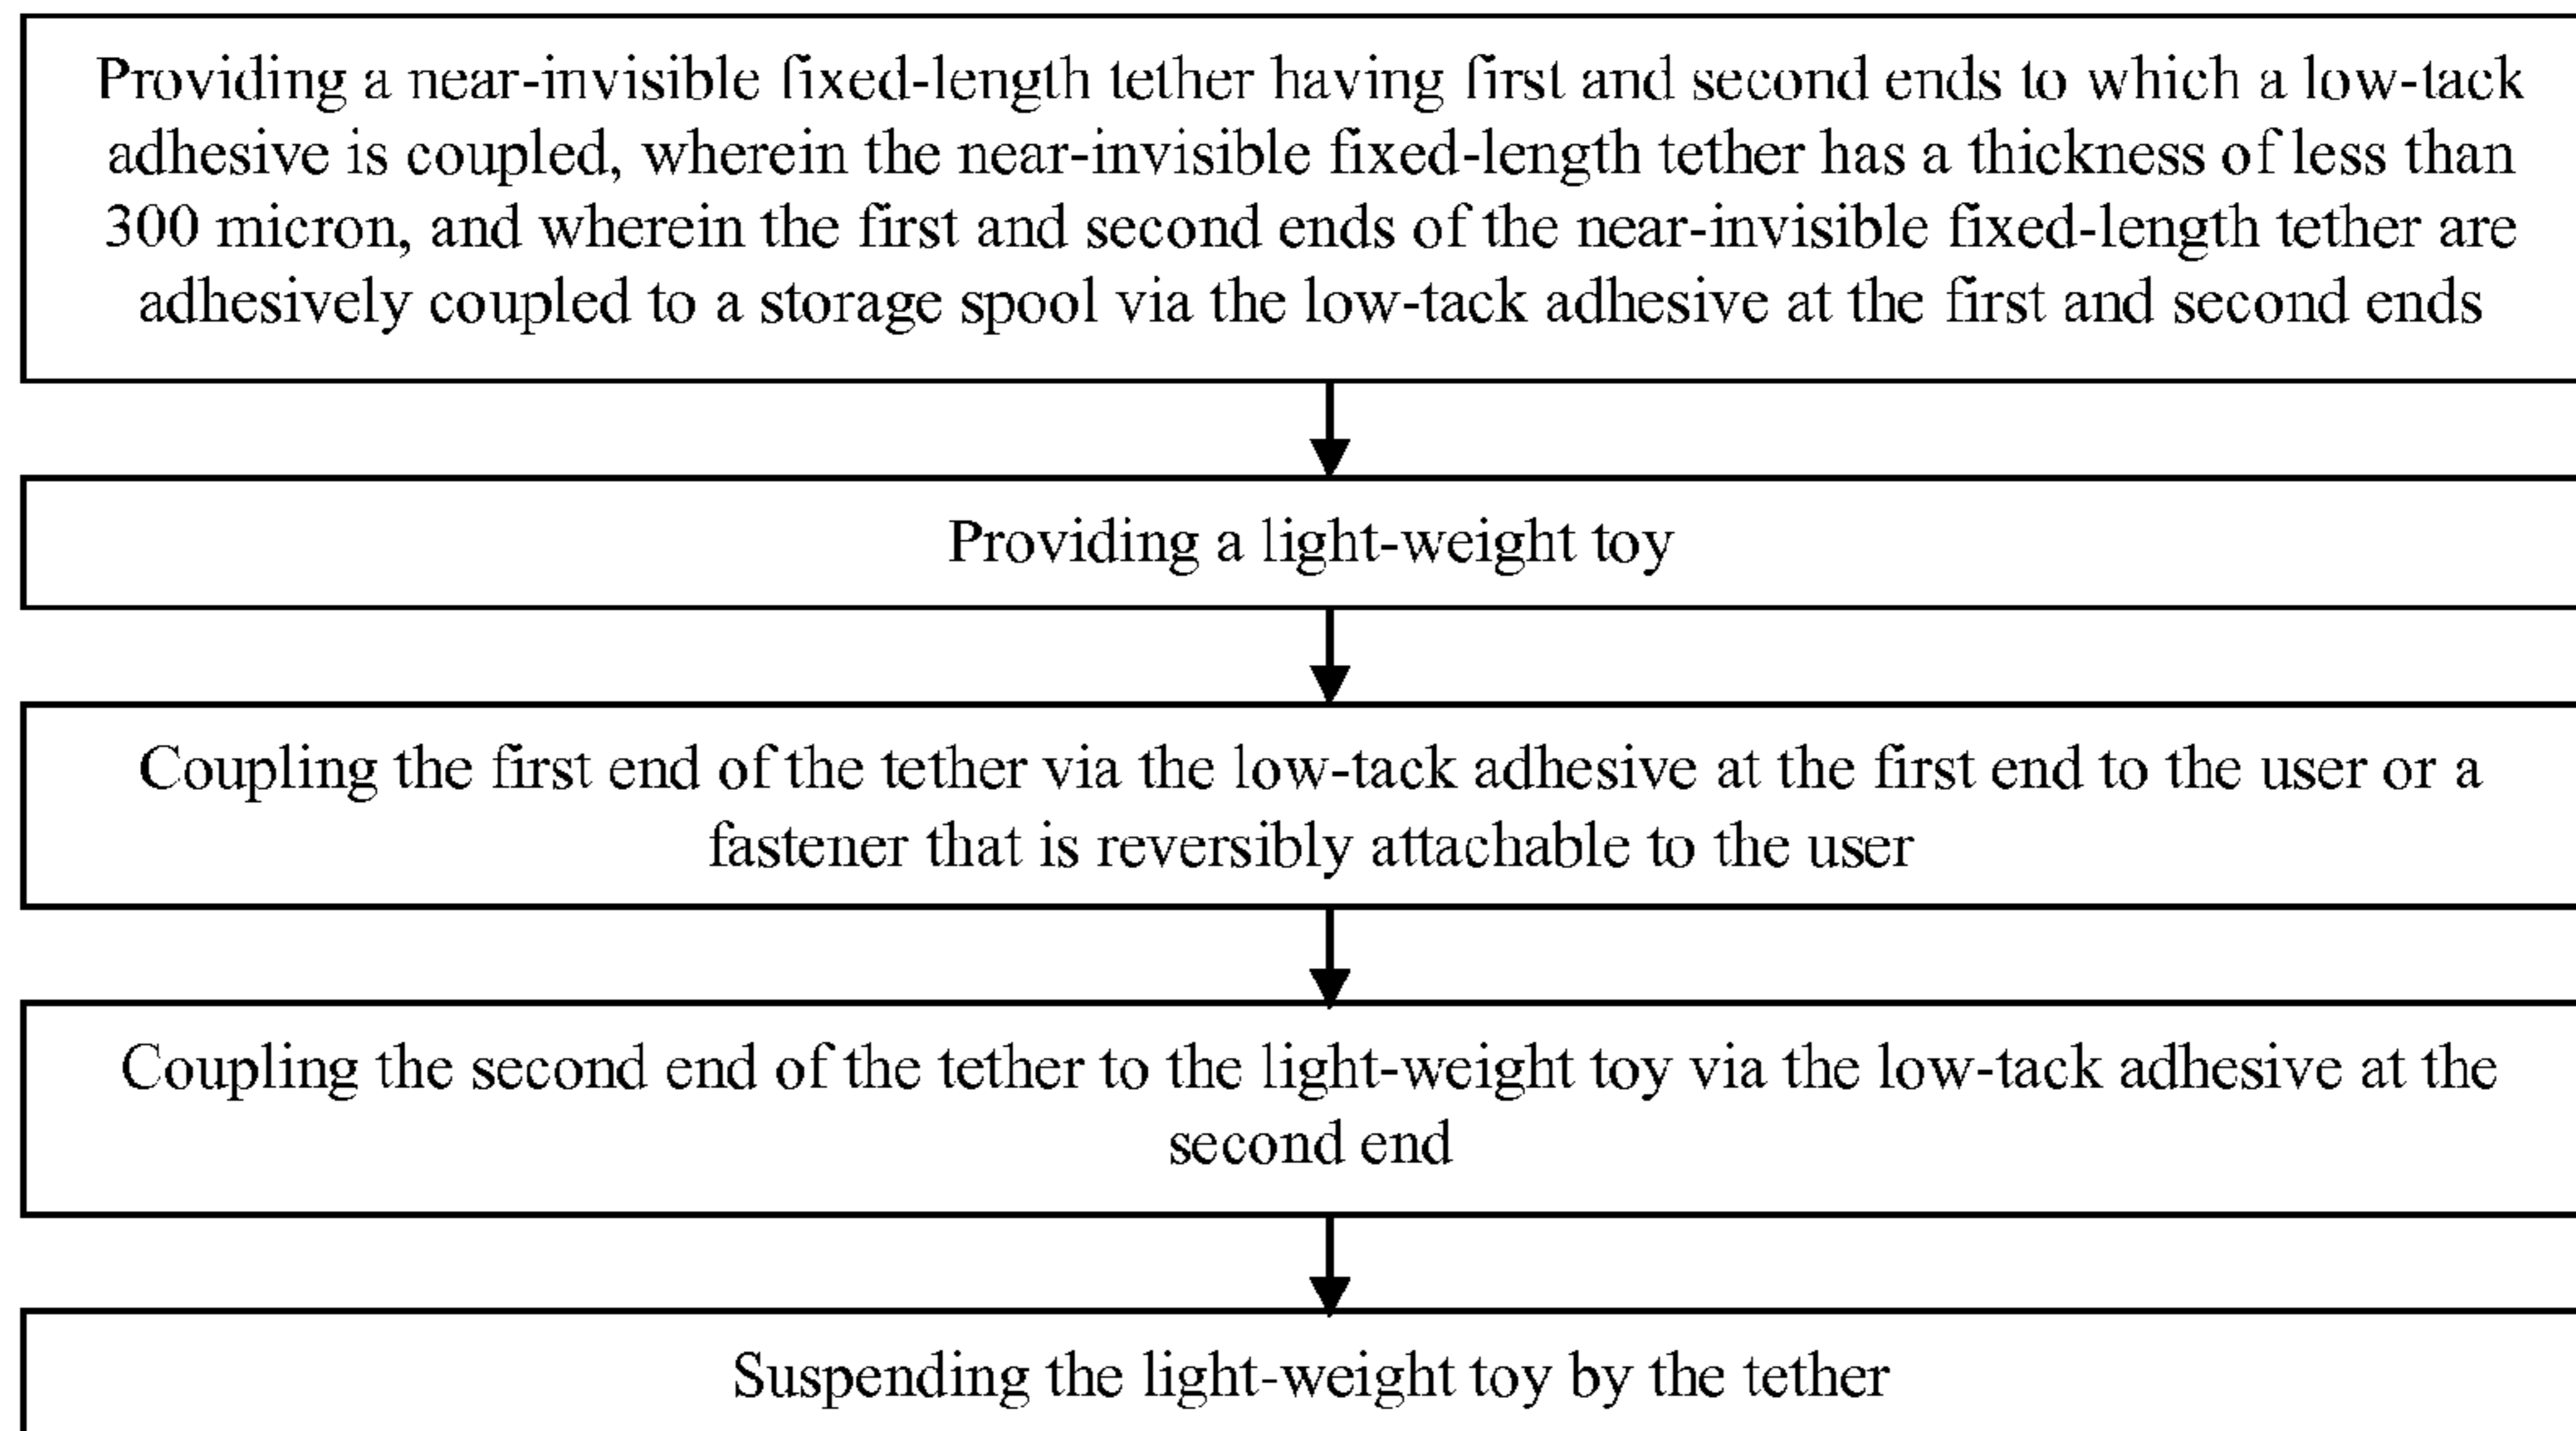 Providing a near-invisible fixed-length tether having first and second ends to which a low-tack
adhesive is coupled, wherein the near-invisible fixed-length tether has a thickness of less than
300 micron, and wherein the first and second ends of the near-invisible fixed-length tether are
adhesively coupled to a storage spool via the low-tack adhesive at the first and second ends
Providing a light-weight toy
Coupling the first end of the tether via the low-tack adhesive at the first end to the user or a
fastener that is reversibly attachable to the user
Coupling the second end of the tether to the light-weight toy via the low-tack adhesive at the
second end
Suspending the light-weight toy by the tether